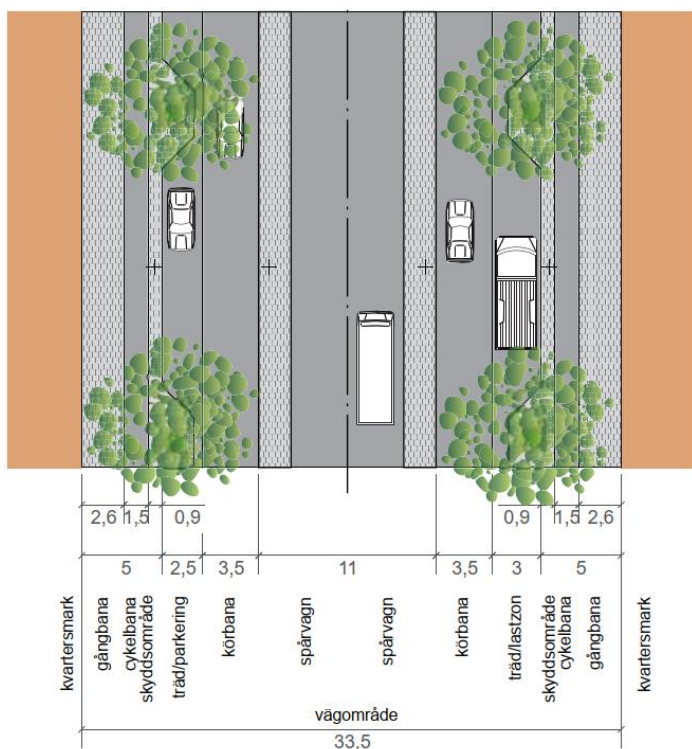 2,6 1,5 0,9 0,9 1,5 2,6
5 2,5 3,5 11 3,5 3 5
kvartersmark
gångbana
cykelbana
skyddsområde
träd/parkering
körbana
spårvagn
spårvagn
körbana
träd/lastzon
skyddsområde
cykelbana
gångbana
kvartersmark
vägområde
33.5